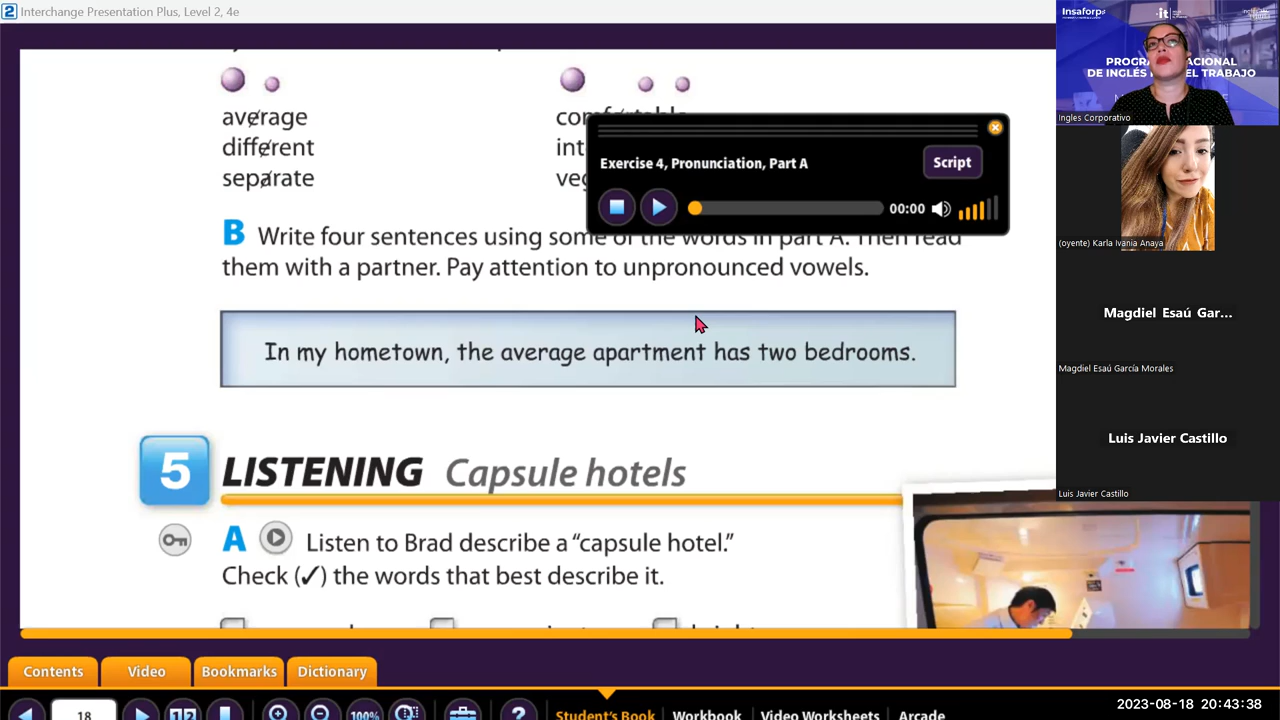 Interchange Presentation Plus, Level 2, 4e
average
different
separate
B Write four sentences using some of the words in part A. Then read
them with a partner. Pay attention to unpronounced vowels.
In my hometown, the average apartment has two bedrooms.
Exercise 4, Pronunciation, Part A
Script
00:00
5 LISTENING Capsule hotels
A Listen to Brad describe a “capsule hotel.”
Check (✓) the words that best describe it.
Contents
Video
Bookmarks
Dictionary
18
100%
?
Student's Book
Workbook
Video Worksheets
Arcade
Insaforp
it
DE INGLÉS
EL TRABAJO
Ingles Corporativo
(oyente) Karla Ivania Anaya
Magdiel Esaú Gar...
Magdiel Esaú García Morales
Luis Javier Castillo
Luis Javier Castillo
2023-08-18 20:43:38